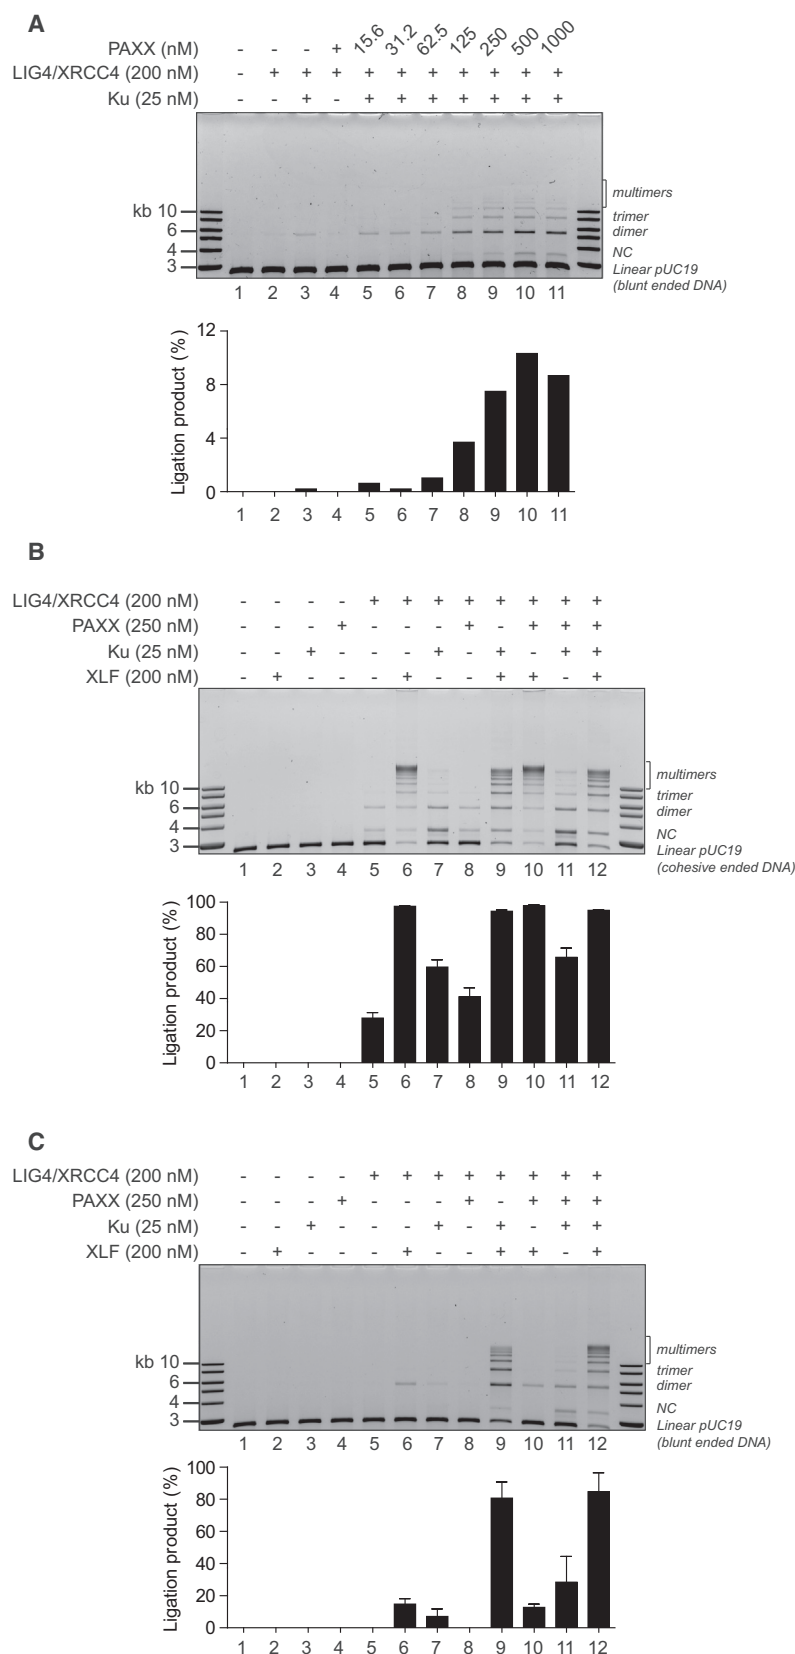 A
PAXX (nM) - - - + 15.6 31.2 62.5 125 250 500 1000
LIG4/XRCC4 (200 nM) - + + + + + + + + + +
Ku (25 nM) - - + - + + + + + + +
multimers
kb 10
trimer
6
dimer
4
NC
3
Linear pUC19
(blunt ended DNA)
1 2 3 4 5 6 7 8 9 10 11
Ligation product (%)
12
8
4
0
1 2 3 4 5 6 7 8 9 10 11
B
LIG4/XRCC4 (200 nM) - - - - + + + + + + + +
PAXX (250 nM) - - - + - - - + - + + +
Ku (25 nM) - - + - - - + - + - + +
XLF (200 nM) - + - - - + - - + + - +
multimers
kb 10
trimer
6
dimer
4
NC
3
Linear pUC19
(cohesive ended DNA)
1 2 3 4 5 6 7 8 9 10 11 12
Ligation product (%)
100
80
60
40
20
0
1 2 3 4 5 6 7 8 9 10 11 12
C
LIG4/XRCC4 (200 nM) - - - - + + + + + + + +
PAXX (250 nM) - - - + - - - + - + + +
Ku (25 nM) - - + - - - + - + - + +
XLF (200 nM) - + - - - + - - + + - +
multimers
kb 10
trimer
6
dimer
4
NC
3
Linear pUC19
(blunt ended DNA)
1 2 3 4 5 6 7 8 9 10 11 12
Ligation product (%)
100
80
60
40
20
0
1 2 3 4 5 6 7 8 9 10 11 12